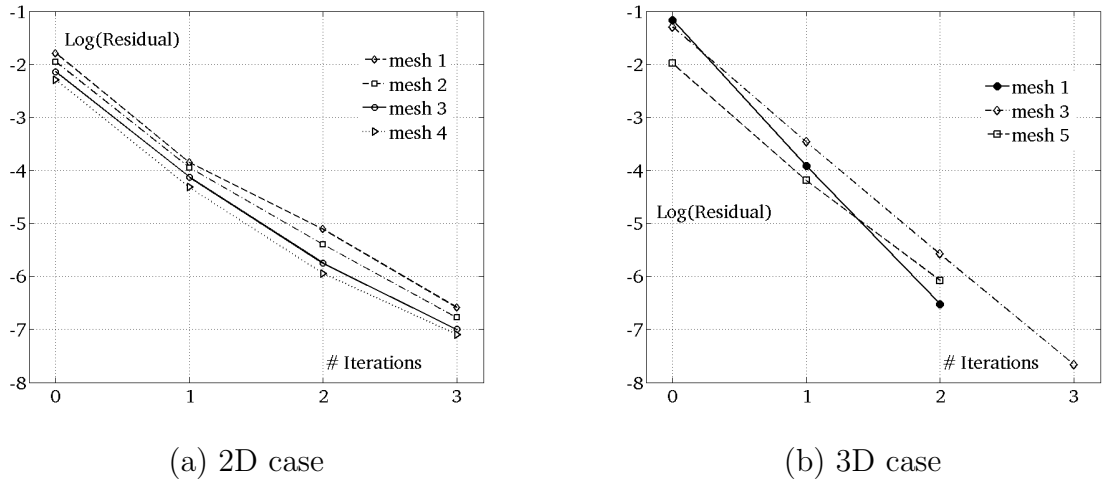 -1
-2
-3
-4
-5
-6
-7
-8
0
1
2
3
Log(Residual)
mesh 1
mesh 2
mesh 3
mesh 4
# Iterations
(a) 2D case
-1
-2
-3
-4
-5
-6
-7
-8
0
1
2
3
mesh 1
mesh 3
mesh 5
Log(Residual)
# Iterations
(b) 3D case